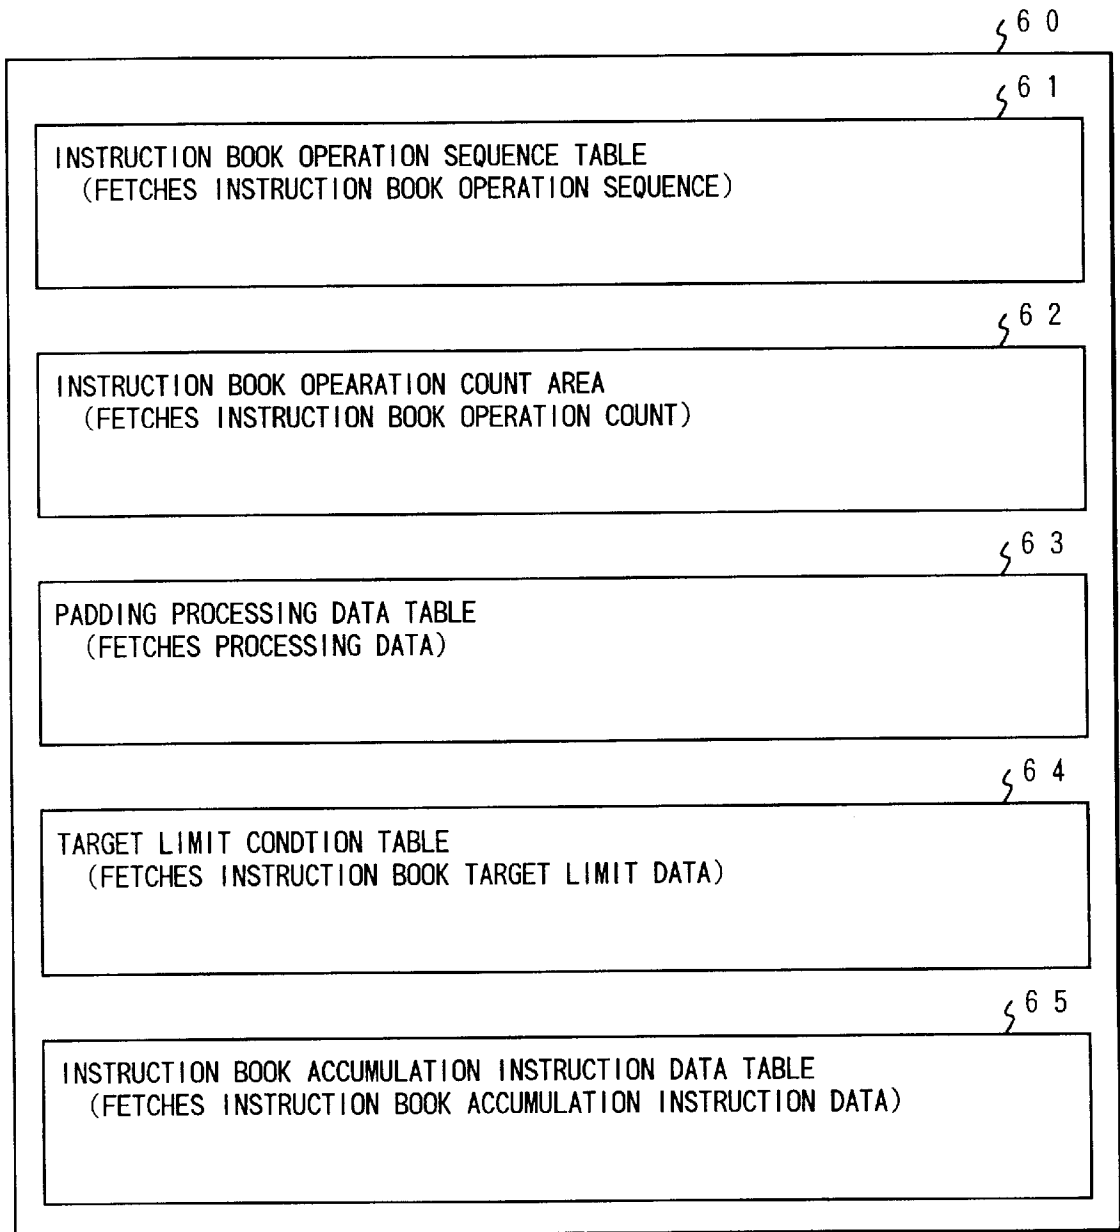 60
61
INSTRUCTION BOOK OPERATION SEQUENCE TABLE
(FETCHES INSTRUCTION BOOK OPERATION SEQUENCE)
62
INSTRUCTION BOOK OPEARATION COUNT AREA
(FETCHES INSTRUCTION BOOK OPERATION COUNT)
63
PADDING PROCESSING DATA TABLE
(FETCHES PROCESSING DATA)
64
TARGET LIMIT CONDTION TABLE
(FETCHES INSTRUCTION BOOK TARGET LIMIT DATA)
65
INSTRUCTION BOOK ACCUMULATION INSTRUCTION DATA TABLE
(FETCHES INSTRUCTION BOOK ACCUMULATION INSTRUCTION DATA)